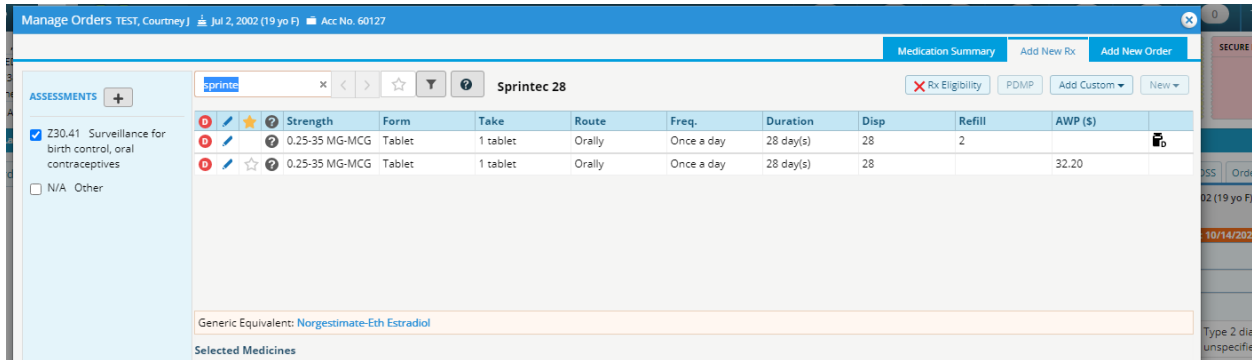 Manage Orders TEST, Courtney J Jul 2, 2002 (19 yo F) Acc No. 60127
0
Medication Summary Add New Rx Add New Order
SECURE
ASSESSMENTS +
sprinte × < > Sprintec 28
Rx Eligibility PDMP Add Custom New
D Strength Form Take Route Freq. Duration Disp Refill AWP ($)
Z30.41 Surveillance for
birth control, oral
contraceptives
D 0.25-35 MG-MCG Tablet 1 tablet Orally Once a day 28 day(s) 28 2 D
D 0.25-35 MG-MCG Tablet 1 tablet Orally Once a day 28 day(s) 28 32.20
N/A Other
OSS Orde
02 (19 yo F)
10/14/202
Generic Equivalent: Norgestimate-Eth Estradiol
Selected Medicines
Type 2 dia
unspecifie